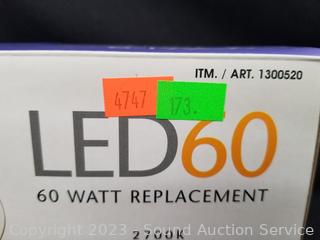 ITM. / ART. 1300520
4747
173.
LED60
60 WATT REPLACEMENT
2700K
Copyright 2023 - Sound Auction Service